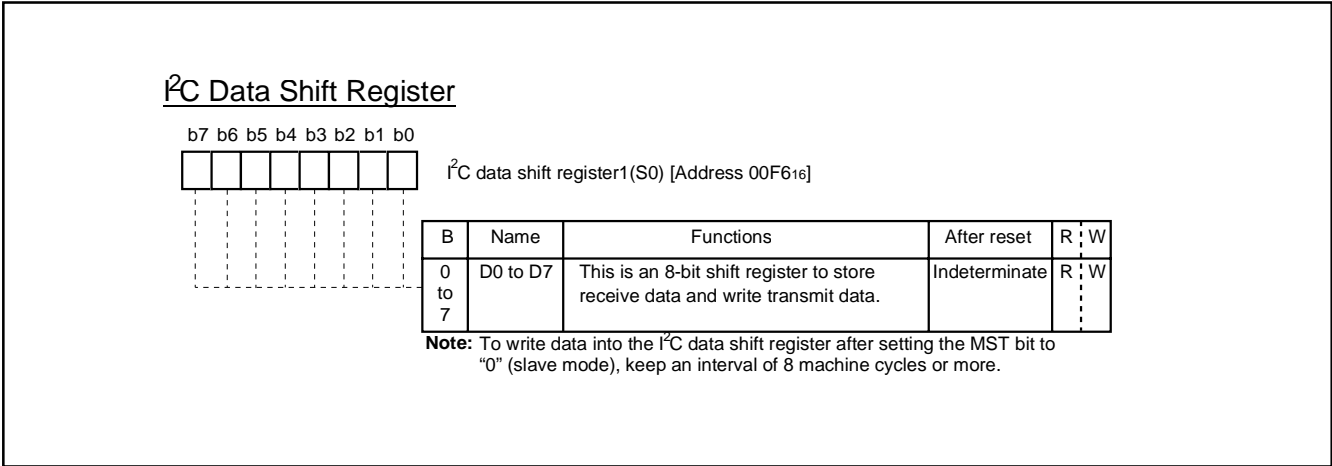 I²C Data Shift Register
b7 b6 b5 b4 b3 b2 b1 b0
I²C data shift register1(S0) [Address 00F6₁₆]
B Name Functions After reset R W
0 to 7 D0 to D7 This is an 8-bit shift register to store Indeterminate R W
receive data and write transmit data.
Note: To write data into the I²C data shift register after setting the MST bit to
“0” (slave mode), keep an interval of 8 machine cycles or more.